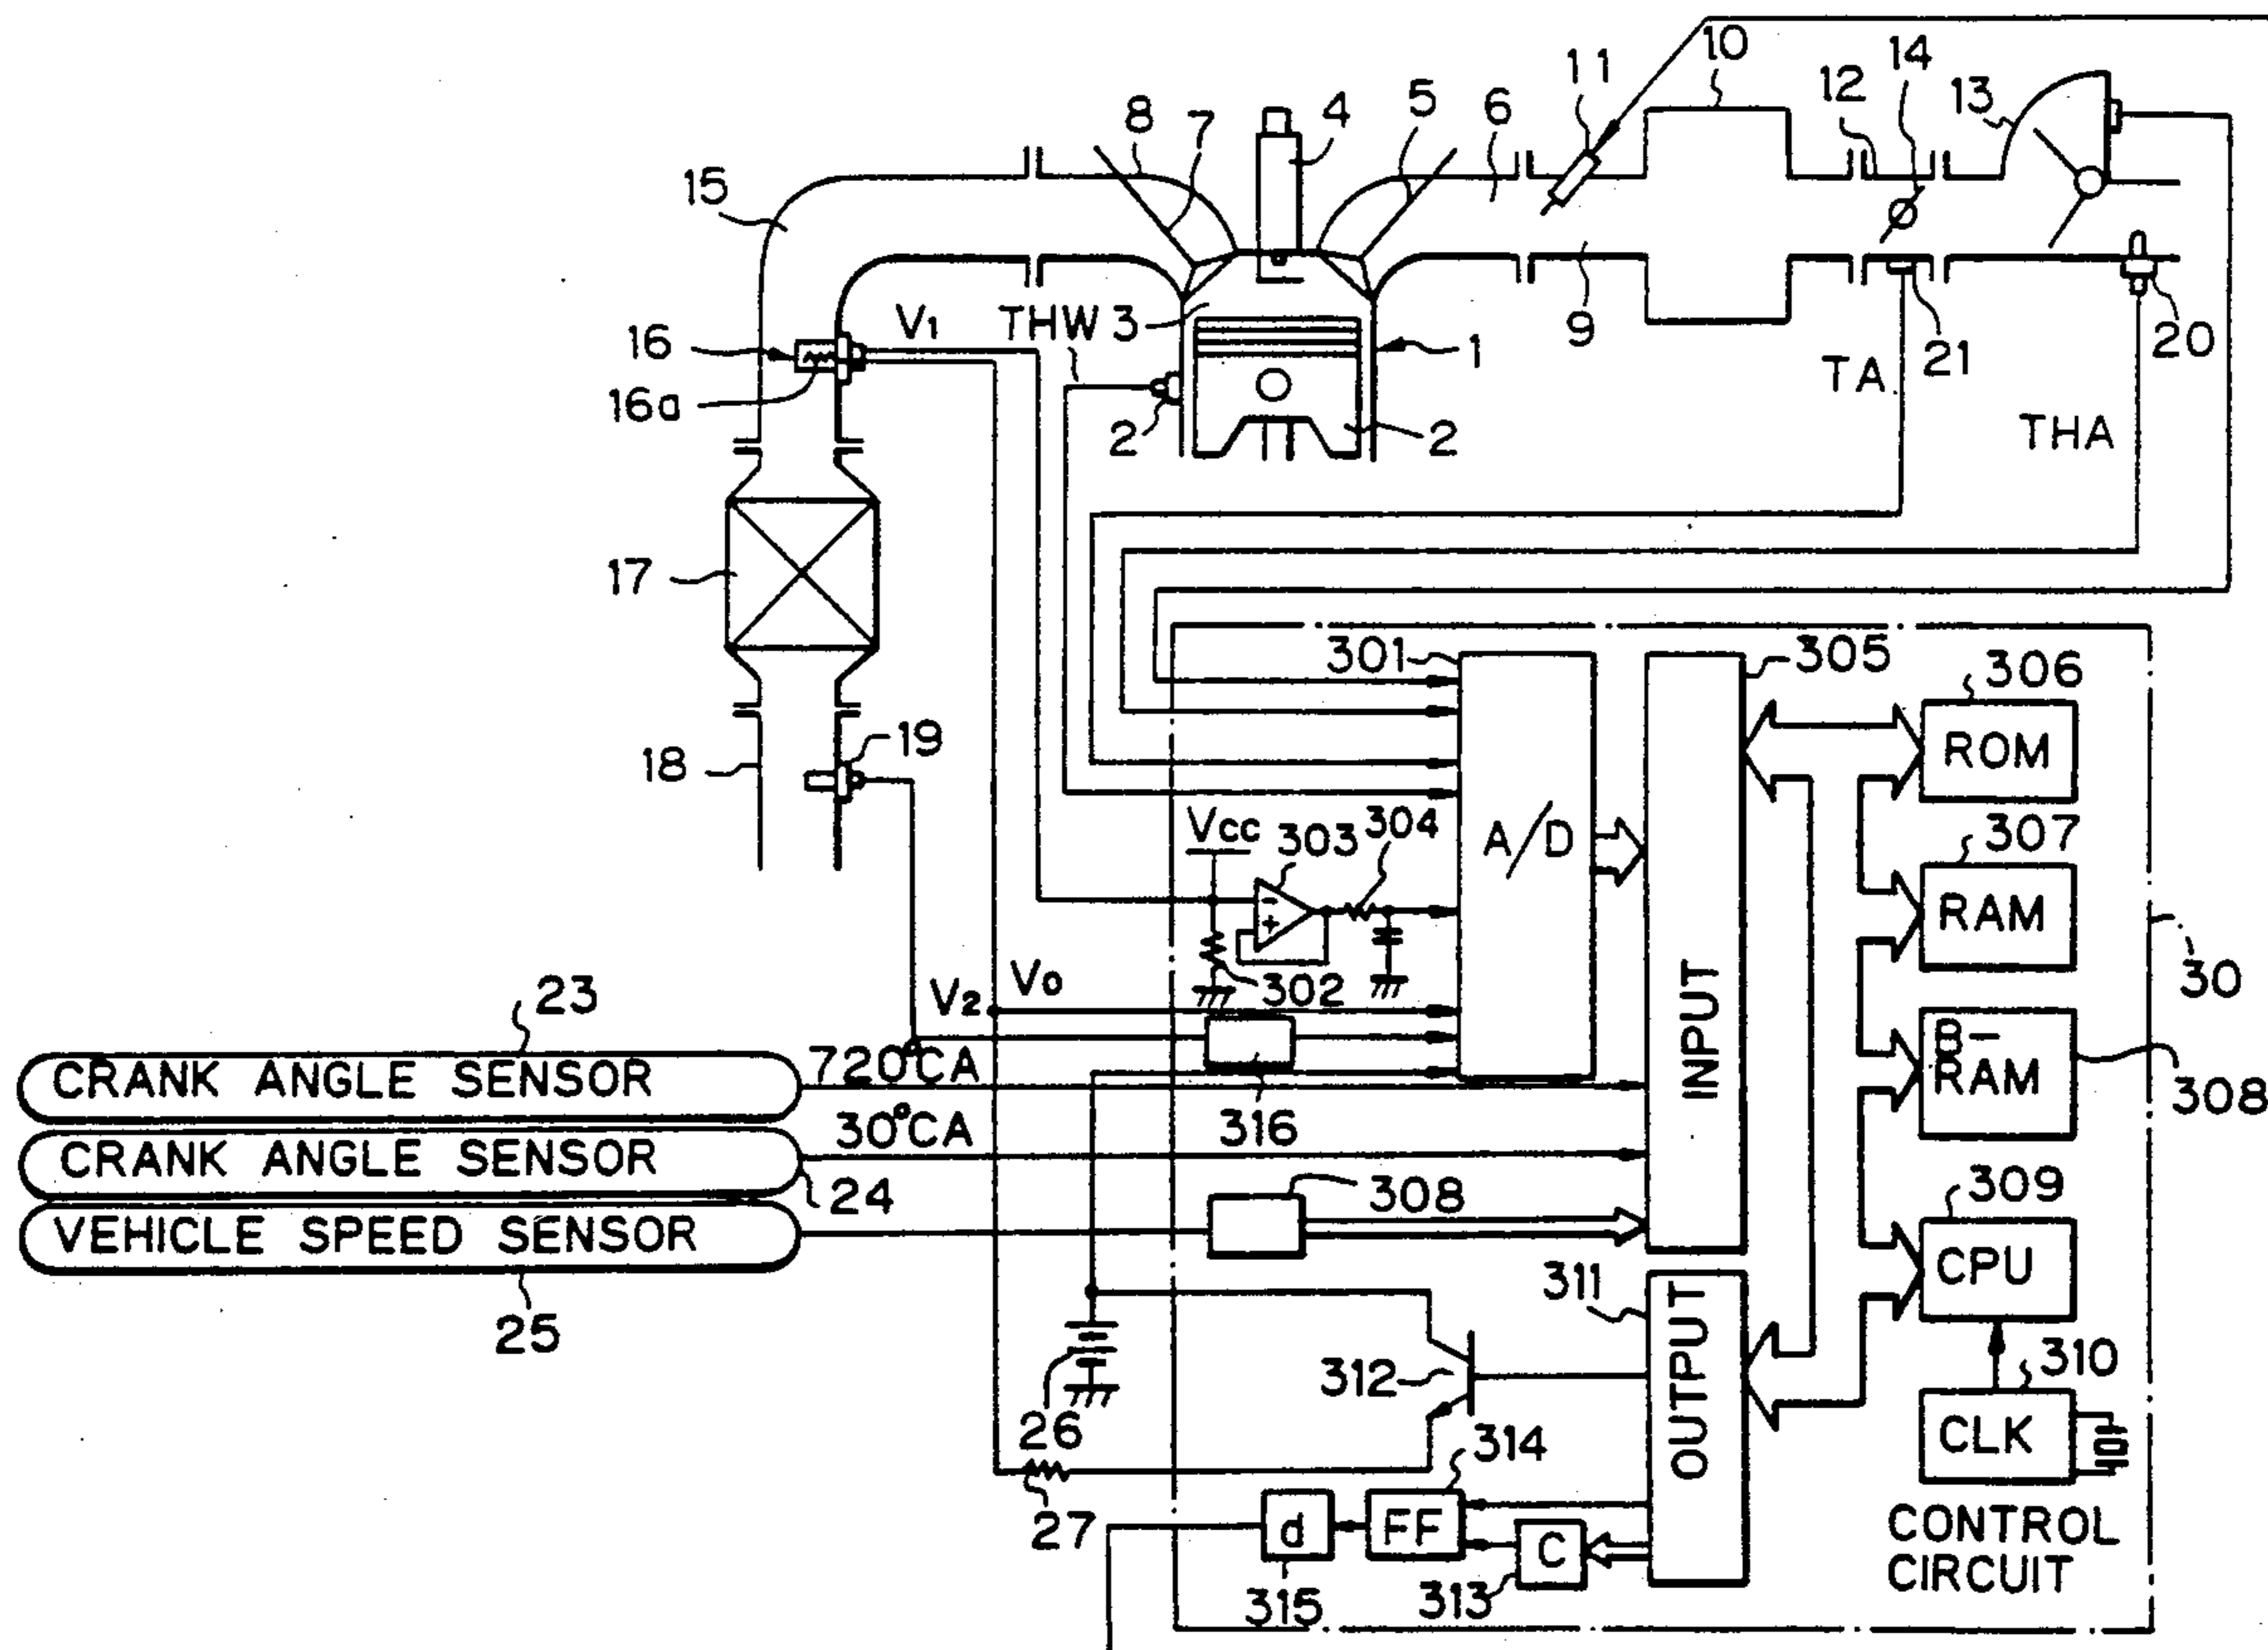 10
14
11
12
13
5
6
4
8
7
15
V1
THW 3
16
1
9
20
21
TA
16a
2
2
THA
17
301
305
306
ROM
19
18
304
VCC
303
A/D
307
RAM
302
V0
V2
30
23
INPUT
B-
RAM
CRANK ANGLE SENSOR
720°CA
308
316
30°CA
CRANK ANGLE SENSOR
24
308
309
VEHICLE SPEED SENSOR
CPU
25
311
OUTPUT
310
312
26
314
CLK
27
d
FF
C
CONTROL
CIRCUIT
315
313